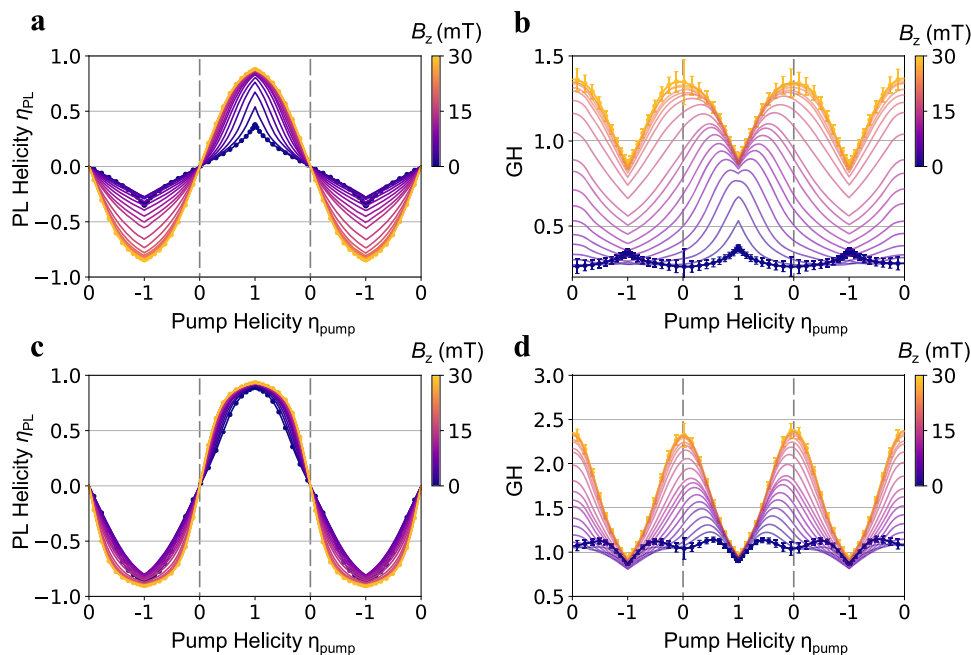 a
B_z (mT)
30
15
0
PL Helicity η_PL
1.0
0.5
0.0
−0.5
−1.0
0 -1 0 1 0 -1 0
Pump Helicity η_pump
b
B_z (mT)
30
15
0
GH
1.5
1.0
0.5
0 -1 0 1 0 -1 0
Pump Helicity η_pump
c
B_z (mT)
30
15
0
PL Helicity η_PL
1.0
0.5
0.0
−0.5
−1.0
0 -1 0 1 0 -1 0
Pump Helicity η_pump
d
B_z (mT)
30
15
0
GH
3.0
2.5
2.0
1.5
1.0
0.5
0 -1 0 1 0 -1 0
Pump Helicity η_pump